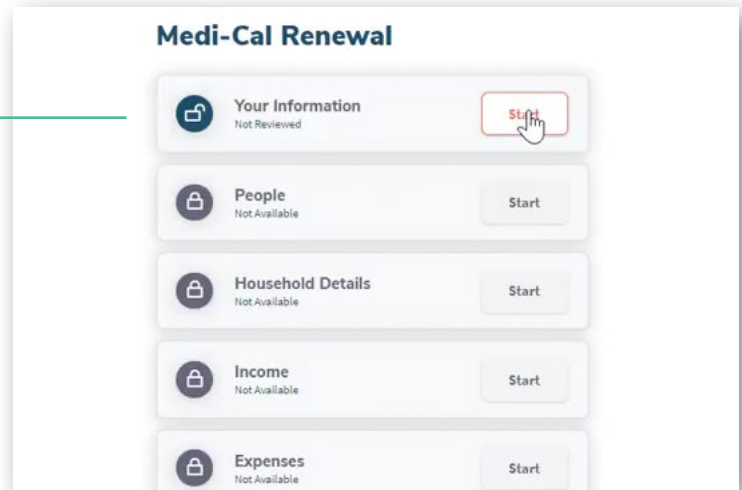 Medi-Cal Renewal
Your Information
Not Reviewed
Start
People
Not Available
Start
Household Details
Not Available
Start
Income
Not Available
Start
Expenses
Not Available
Start